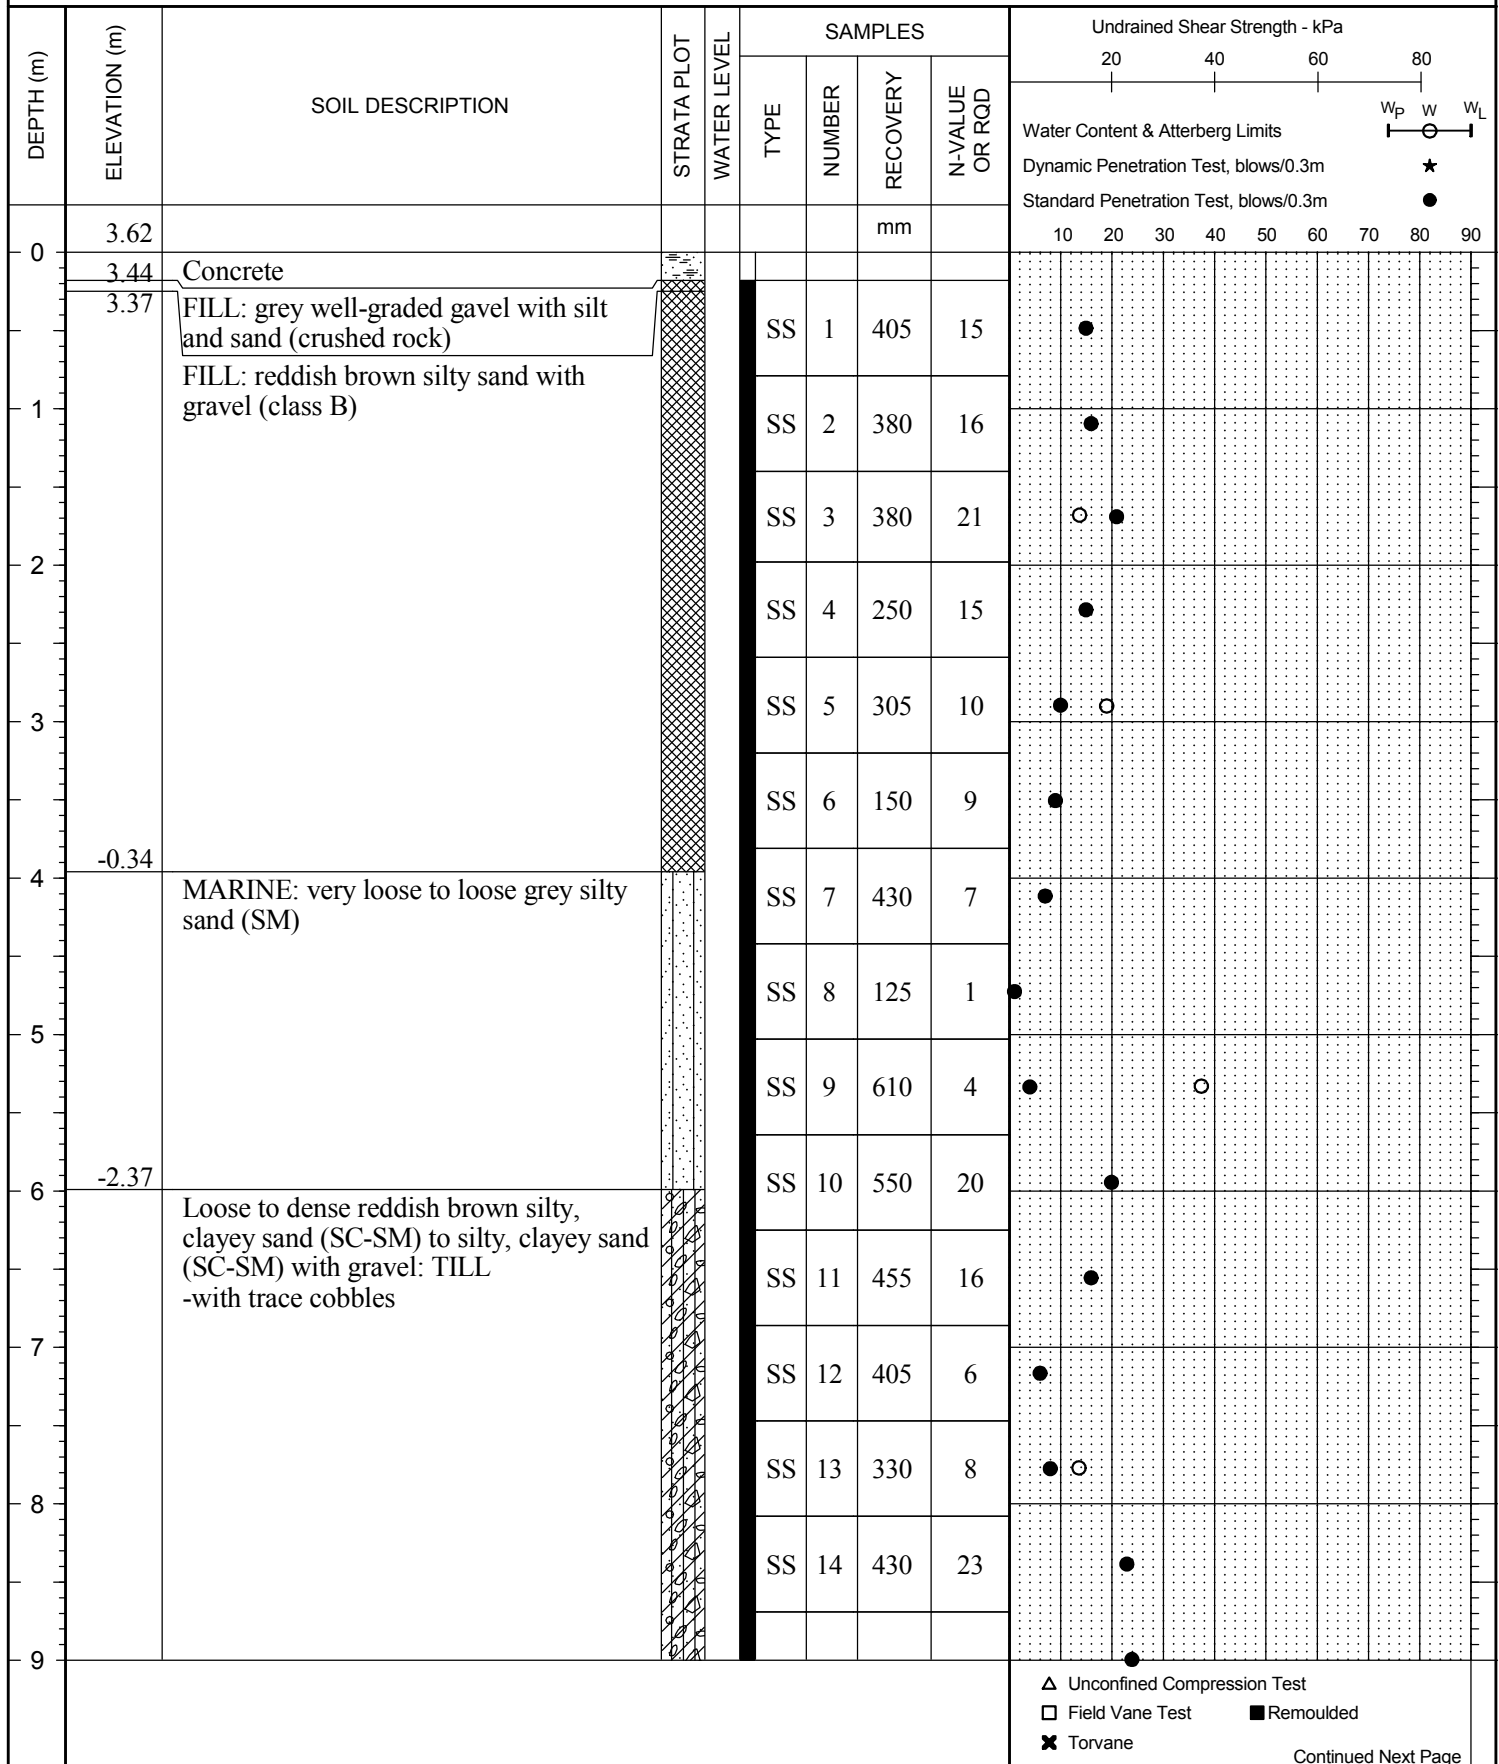 DEPTH (m)
ELEVATION (m)
SOIL DESCRIPTION
STRATA PLOT
WATER LEVEL
SAMPLES
TYPE
NUMBER
RECOVERY
N-VALUE
OR RQD
Undrained Shear Strength - kPa
20 40 60 80
WP W WL
Water Content & Atterberg Limits
Dynamic Penetration Test, blows/0.3m
Standard Penetration Test, blows/0.3m
3.62
mm
10 20 30 40 50 60 70 80 90
0
3.44 Concrete
3.37 FILL: grey well-graded gavel with silt
and sand (crushed rock)
SS 1 405 15
FILL: reddish brown silty sand with
gravel (class B)
1
SS 2 380 16
SS 3 380 21
2
SS 4 250 15
SS 5 305 10
3
SS 6 150 9
-0.34
4
MARINE: very loose to loose grey silty
sand (SM)
SS 7 430 7
SS 8 125 1
5
SS 9 610 4
-2.37
SS 10 550 20
6
Loose to dense reddish brown silty,
clayey sand (SC-SM) to silty, clayey sand
(SC-SM) with gravel: TILL
-with trace cobbles
SS 11 455 16
7
SS 12 405 6
SS 13 330 8
8
SS 14 430 23
9
Unconfined Compression Test
Field Vane Test Remoulded
Torvane
Continued Next Page